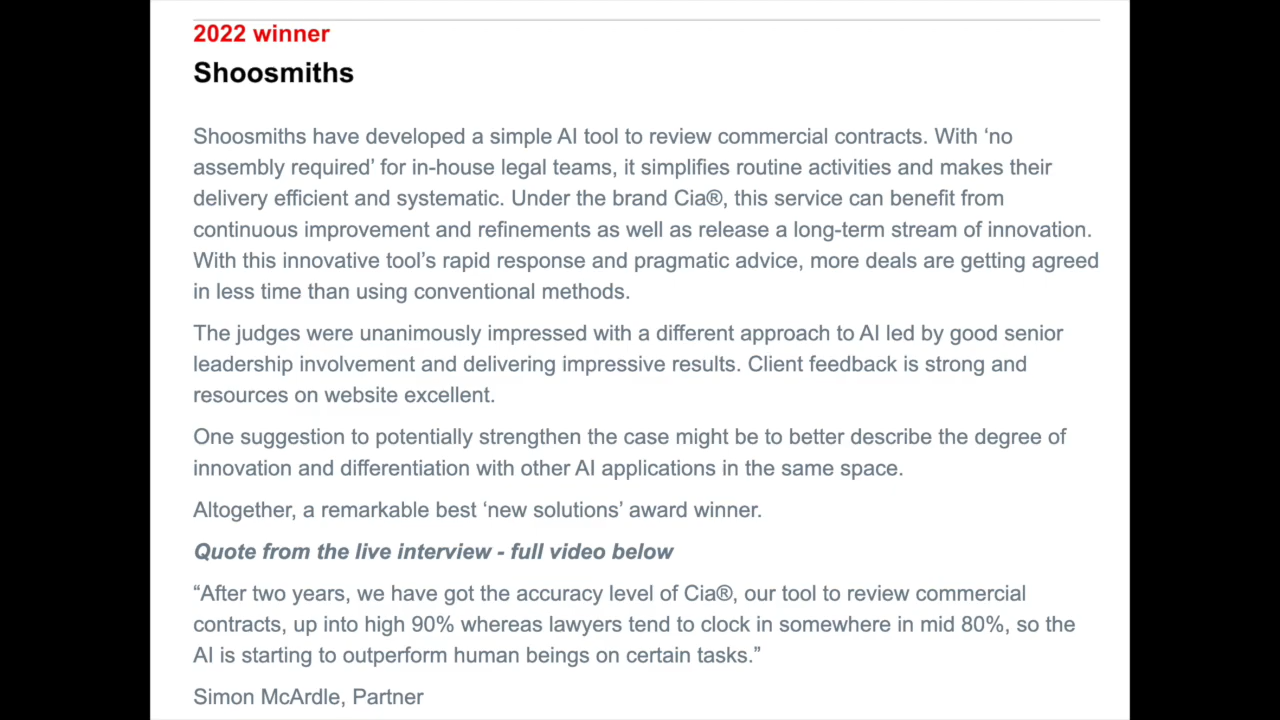 2022 winner
Shoosmiths
Shoosmiths have developed a simple AI tool to review commercial contracts. With ‘no
assembly required’ for in-house legal teams, it simplifies routine activities and makes their
delivery efficient and systematic. Under the brand Cia®, this service can benefit from
continuous improvement and refinements as well as release a long-term stream of innovation.
With this innovative tool’s rapid response and pragmatic advice, more deals are getting agreed
in less time than using conventional methods.
The judges were unanimously impressed with a different approach to AI led by good senior
leadership involvement and delivering impressive results. Client feedback is strong and
resources on website excellent.
One suggestion to potentially strengthen the case might be to better describe the degree of
innovation and differentiation with other AI applications in the same space.
Altogether, a remarkable best ‘new solutions’ award winner.
Quote from the live interview - full video below
“After two years, we have got the accuracy level of Cia®, our tool to review commercial
contracts, up into high 90% whereas lawyers tend to clock in somewhere in mid 80%, so the
AI is starting to outperform human beings on certain tasks.”
Simon McArdle, Partner